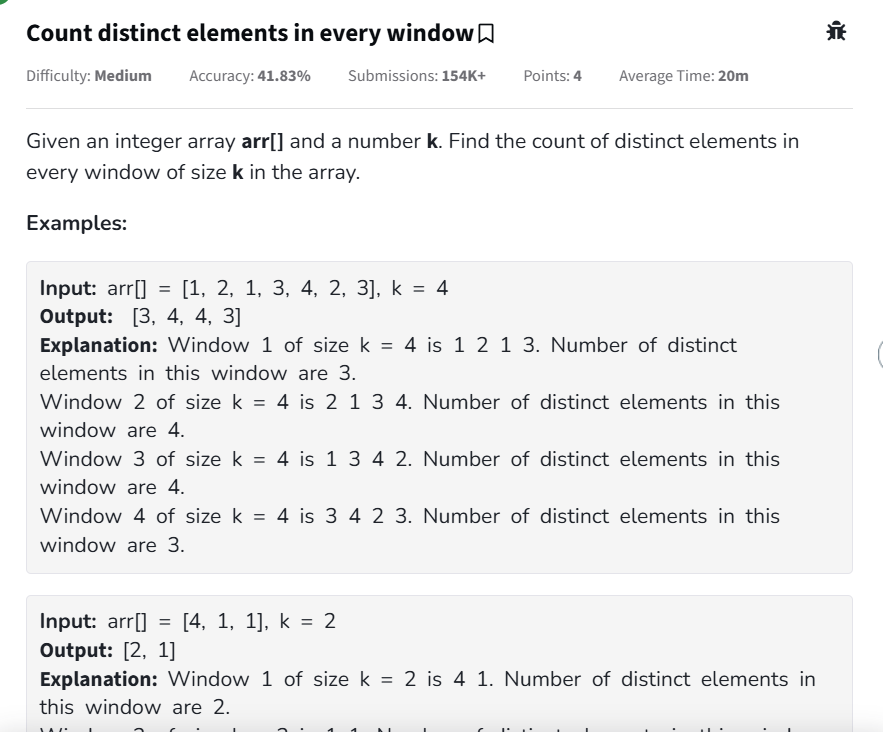 Count distinct elements in every window
Difficulty: Medium Accuracy: 41.83% Submissions: 154K+ Points: 4 Average Time: 20m
Given an integer array arr[] and a number k. Find the count of distinct elements in
every window of size k in the array.
Examples:
Input: arr[] = [1, 2, 1, 3, 4, 2, 3], k = 4
Output: [3, 4, 4, 3]
Explanation: Window 1 of size k = 4 is 1 2 1 3. Number of distinct
elements in this window are 3.
Window 2 of size k = 4 is 2 1 3 4. Number of distinct elements in this
window are 4.
Window 3 of size k = 4 is 1 3 4 2. Number of distinct elements in this
window are 4.
Window 4 of size k = 4 is 3 4 2 3. Number of distinct elements in this
window are 3.
Input: arr[] = [4, 1, 1], k = 2
Output: [2, 1]
Explanation: Window 1 of size k = 2 is 4 1. Number of distinct elements in
this window are 2.